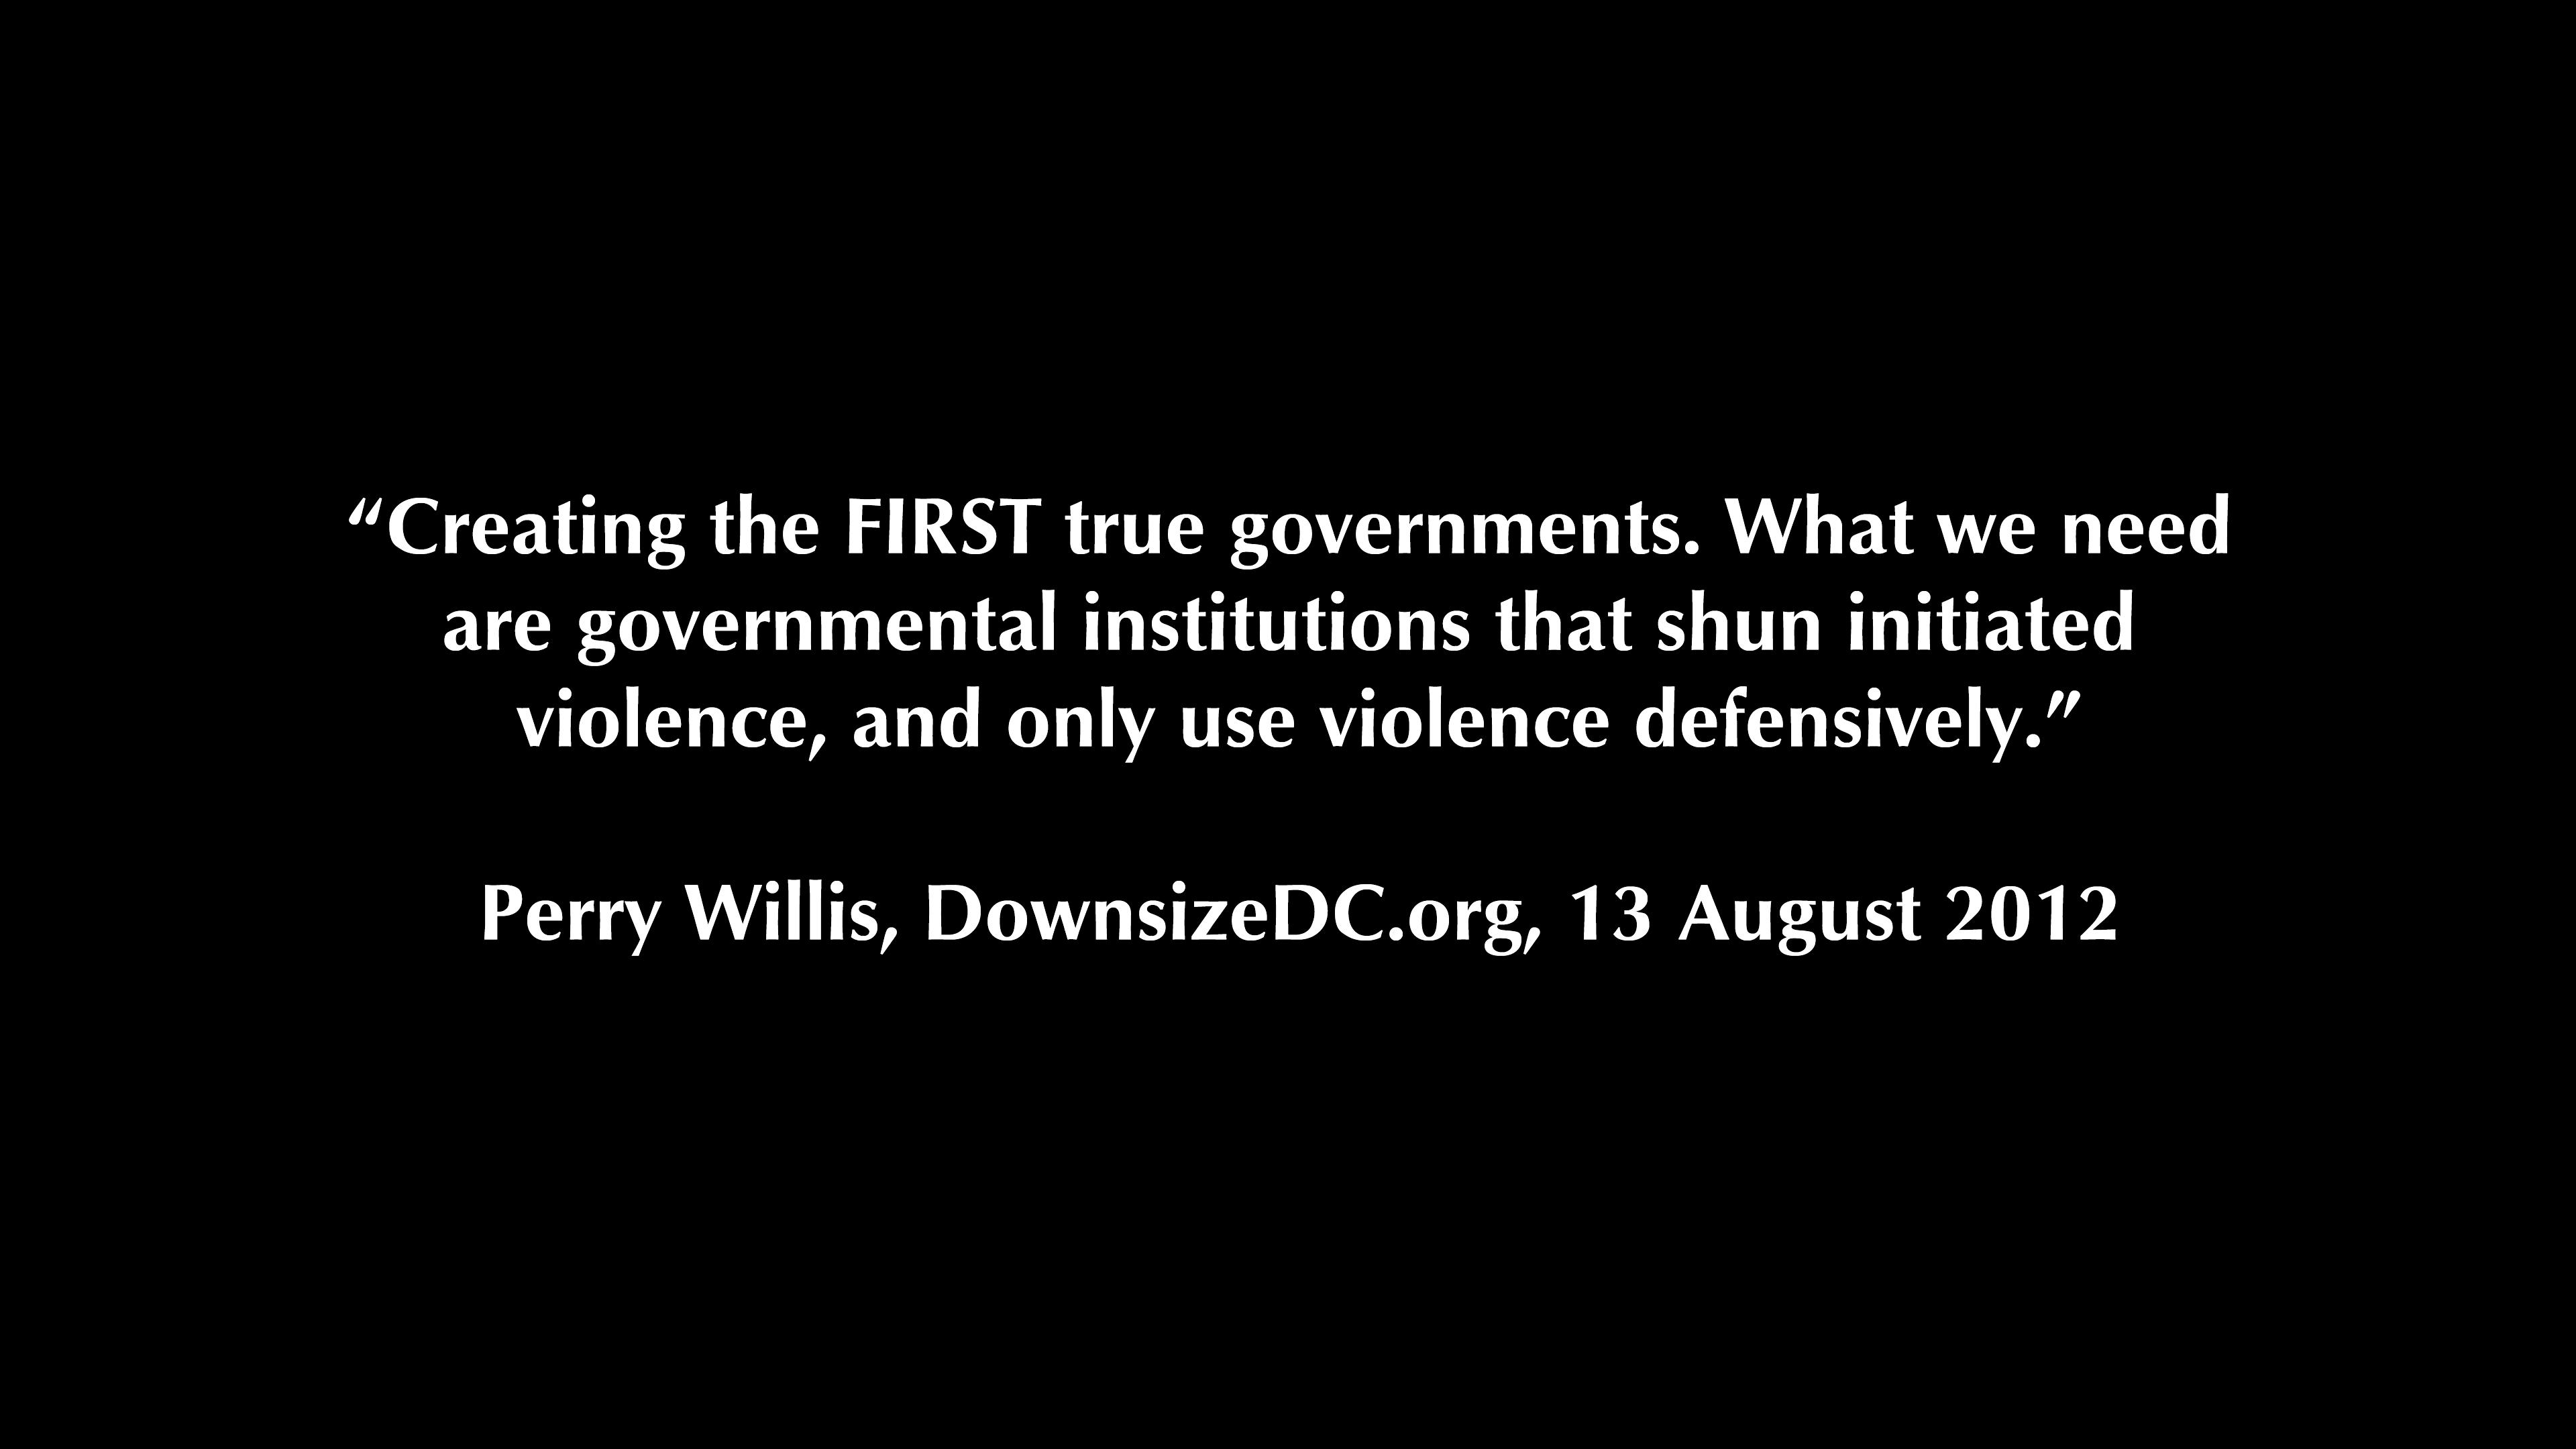 “Creating the FIRST true governments. What we need
are governmental institutions that shun initiated
violence, and only use violence defensively.”
Perry Willis, DownsizeDC.org, 13 August 2012